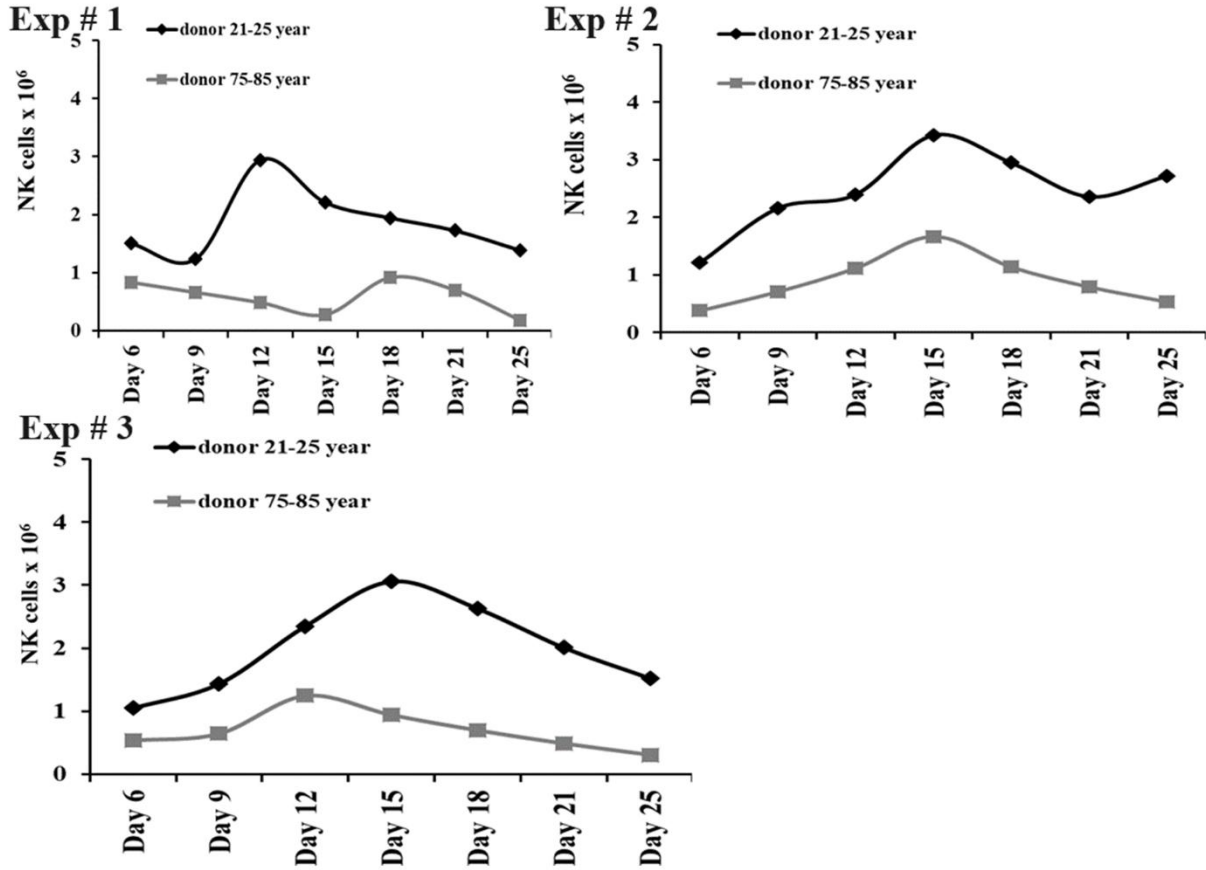 Exp # 1
donor 21-25 year
donor 75-85 year
NK cells x 10⁶
5
4
3
2
1
0
Day 6
Day 9
Day 12
Day 15
Day 18
Day 21
Day 25
Exp # 2
donor 21-25 year
donor 75-85 year
NK cells x 10⁶
5
4
3
2
1
0
Day 6
Day 9
Day 12
Day 15
Day 18
Day 21
Day 25
Exp # 3
donor 21-25 year
donor 75-85 year
NK cells x 10⁶
5
4
3
2
1
0
Day 6
Day 9
Day 12
Day 15
Day 18
Day 21
Day 25